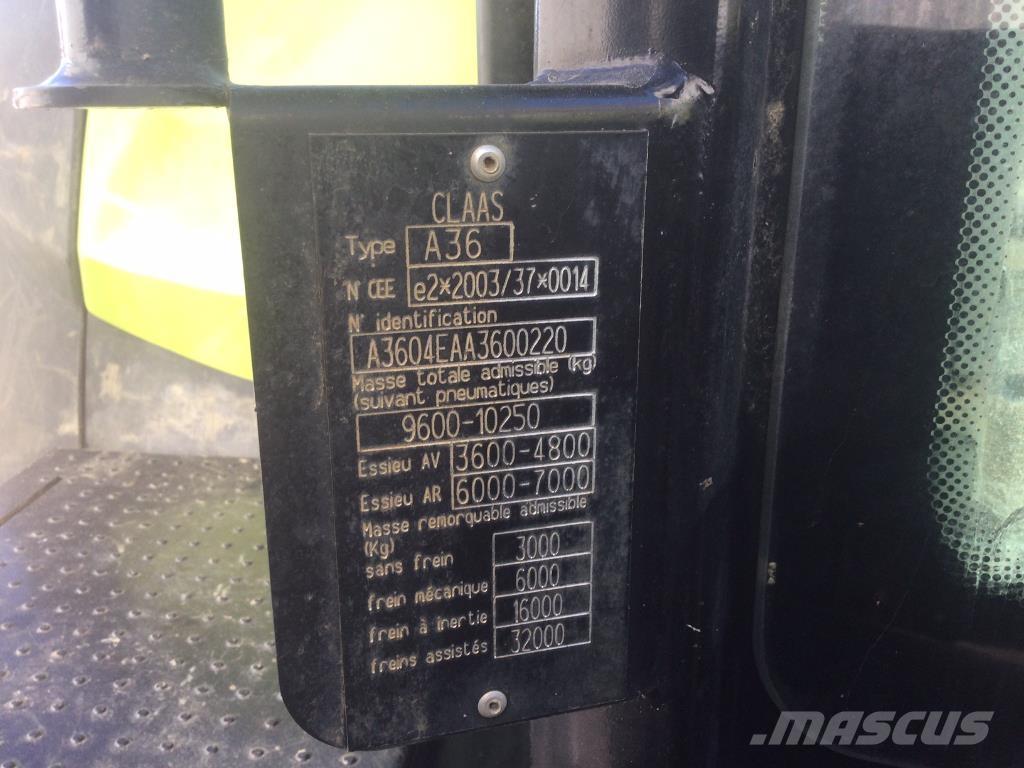 CLAAS
Type A36
N° CEE e2*2003/37*0014
N° identification
A3604EAA3600220
Masse totale admissible (kg)
(suivant pneumatiques)
9600-10250
Essieu AV 3600-4800
Essieu AR 6000-7000
Masse remorquable admissible
(Kg)
sans frein 3000
frein mécanique 6000
frein à inertie 16000
freins assistés 32000
MASCUS